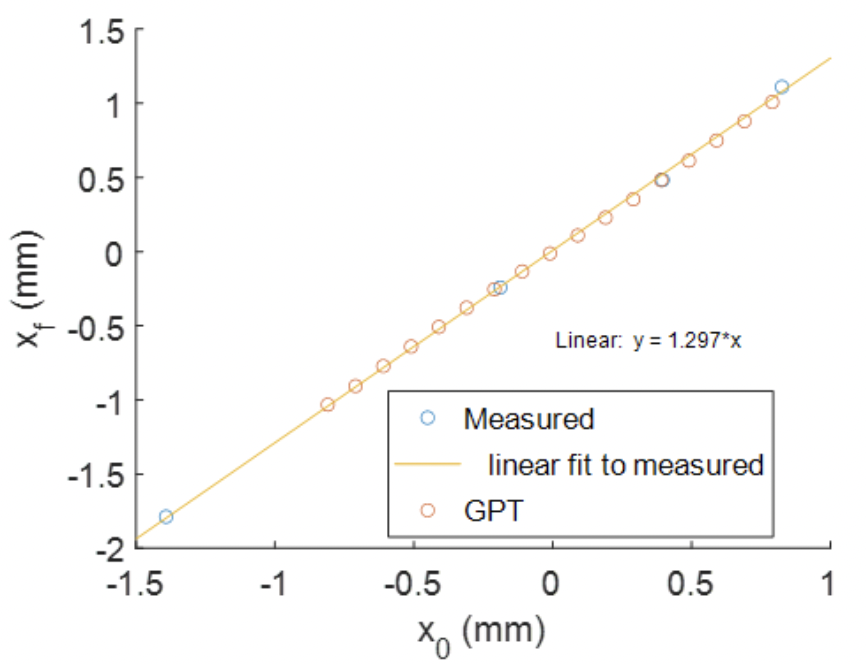 1.5
1
0.5
0
-0.5
-1
-1.5
-2
x_f (mm)
Linear: y = 1.297*x
Measured
linear fit to measured
GPT
-1.5 -1 -0.5 0 0.5 1
x_0 (mm)